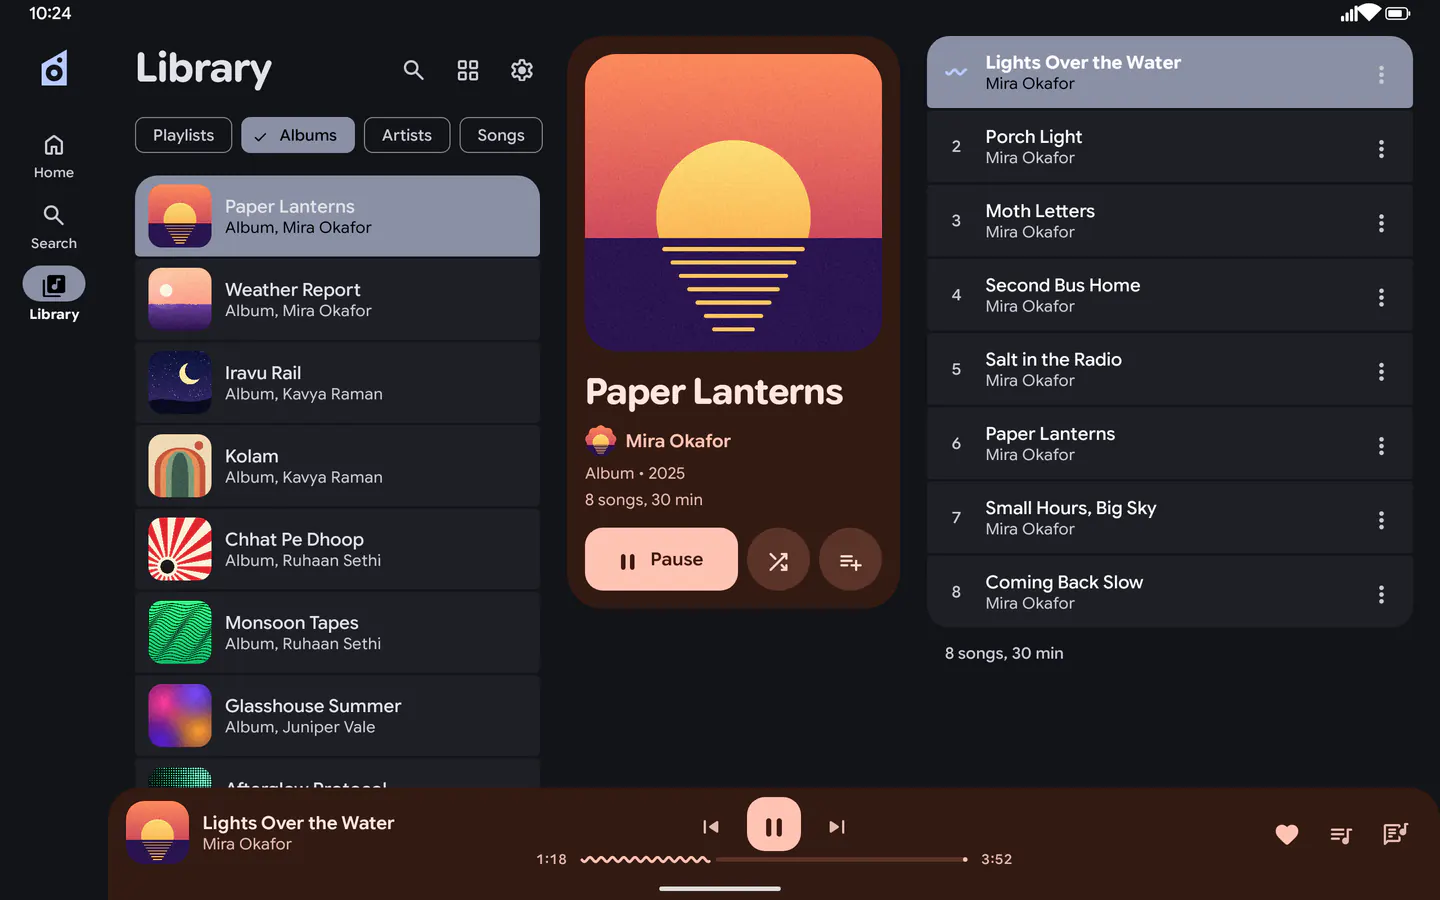 10:24
Home
Search
Library
Library
Playlists
Albums
Artists
Songs
Paper Lanterns
Album, Mira Okafor
Weather Report
Album, Mira Okafor
Iravu Rail
Album, Kavya Raman
Kolam
Album, Kavya Raman
Chhat Pe Dhoop
Album, Ruhaan Sethi
Monsoon Tapes
Album, Ruhaan Sethi
Glasshouse Summer
Album, Juniper Vale
Afterglow Protocol
Paper Lanterns
Mira Okafor
Album • 2025
8 songs, 30 min
Pause
Lights Over the Water
Mira Okafor
2
Porch Light
Mira Okafor
3
Moth Letters
Mira Okafor
4
Second Bus Home
Mira Okafor
5
Salt in the Radio
Mira Okafor
6
Paper Lanterns
Mira Okafor
7
Small Hours, Big Sky
Mira Okafor
8
Coming Back Slow
Mira Okafor
8 songs, 30 min
Lights Over the Water
Mira Okafor
1:18
3:52